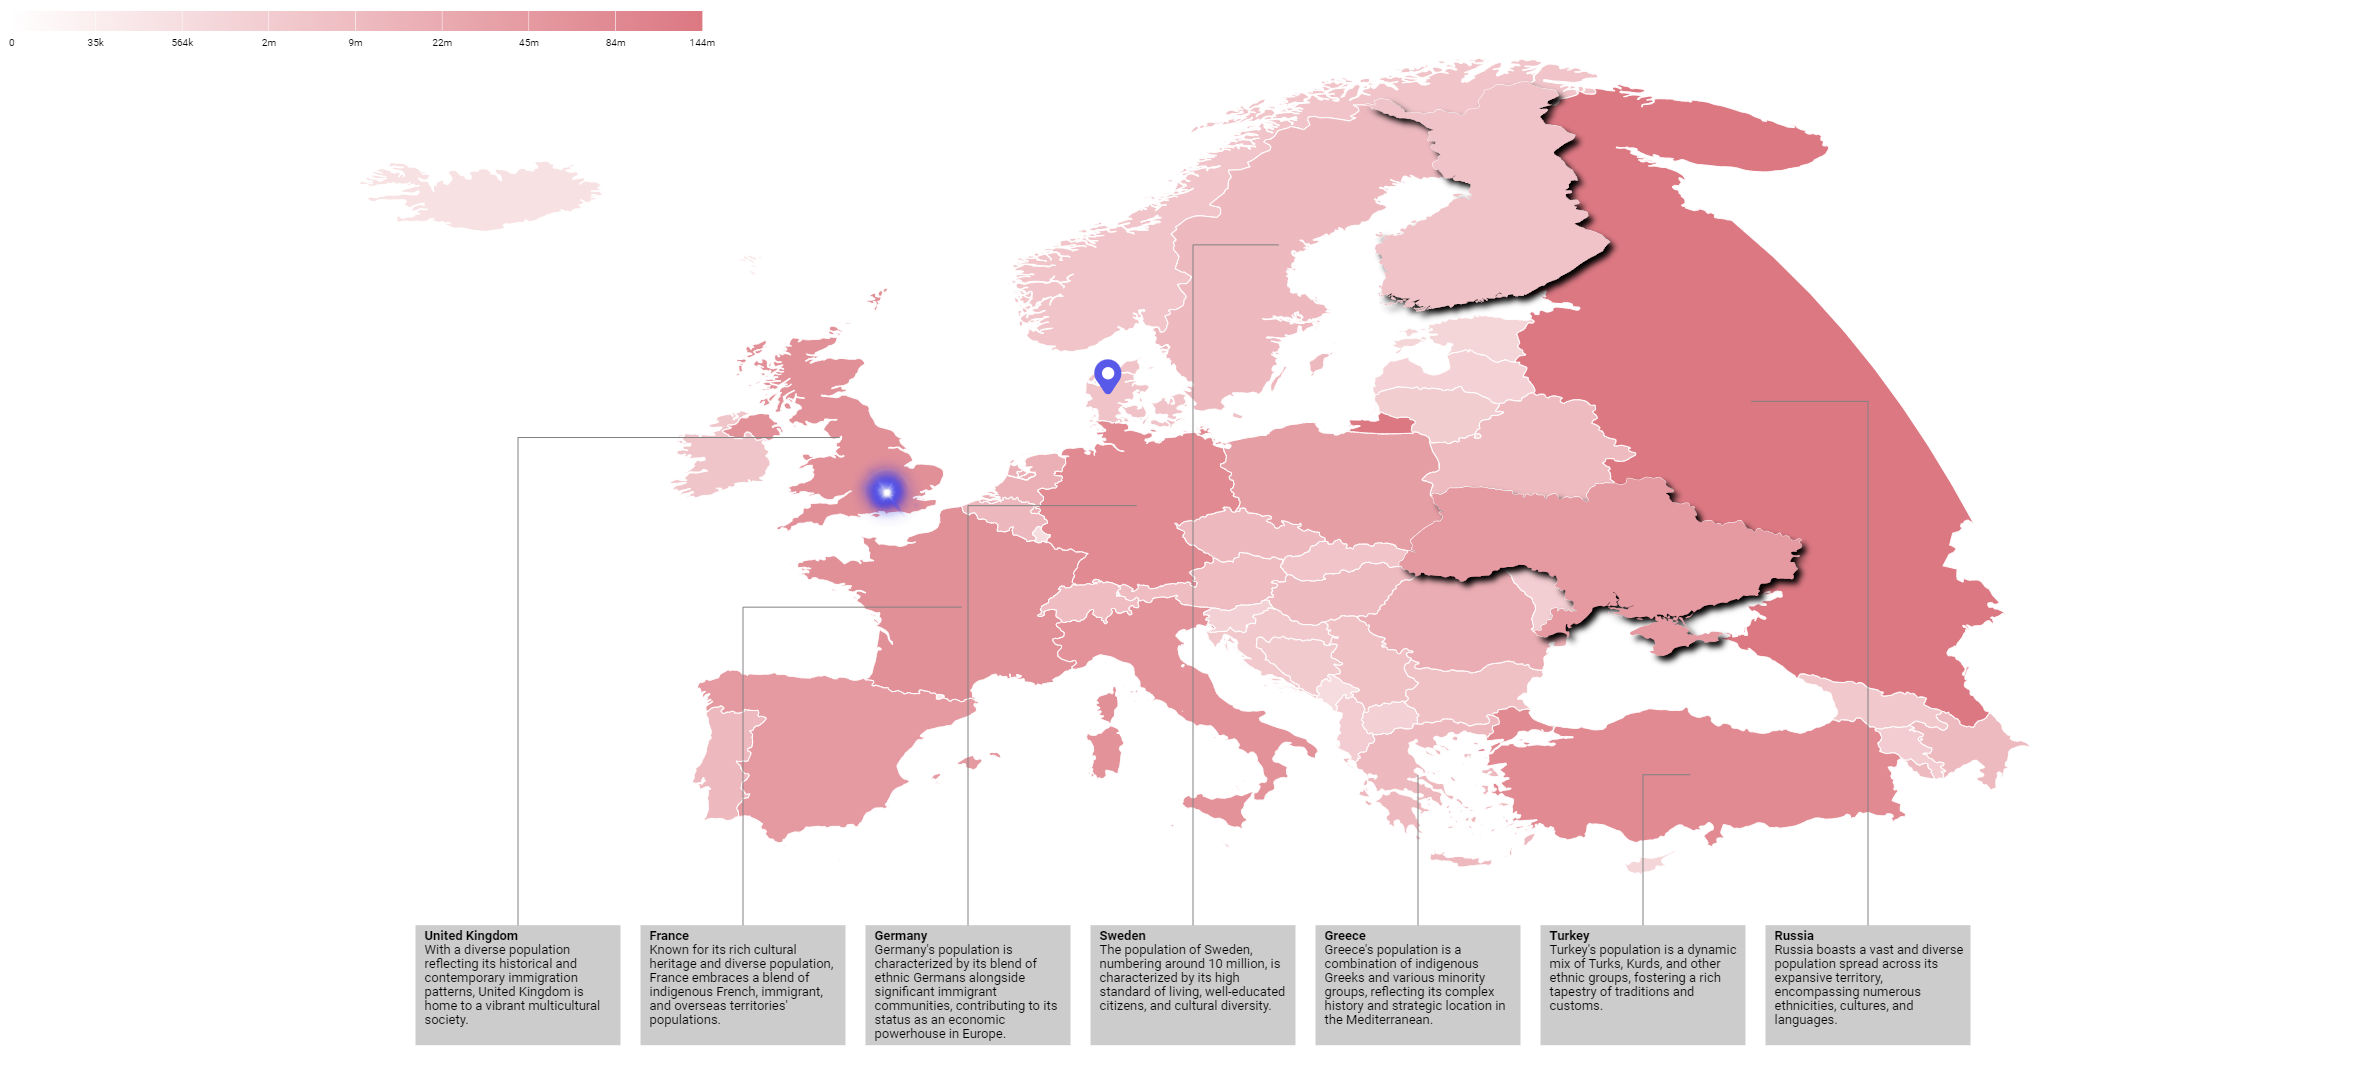 0 35k 564k 2m 9m 22m 45m 84m 144m
United Kingdom
With a diverse population
reflecting its historical and
contemporary immigration
patterns, United Kingdom is
home to a vibrant multicultural
society.
France
Known for its rich cultural
heritage and diverse population,
France embraces a blend of
indigenous French, immigrant,
and overseas territories'
populations.
Germany
Germany's population is
characterized by its blend of
ethnic Germans alongside
significant immigrant
communities, contributing to its
status as an economic
powerhouse in Europe.
Sweden
The population of Sweden,
numbering around 10 million, is
characterized by its high
standard of living, well-educated
citizens, and cultural diversity.
Greece
Greece's population is a
combination of indigenous
Greeks and various minority
groups, reflecting its complex
history and strategic location in
the Mediterranean.
Turkey
Turkey's population is a dynamic
mix of Turks, Kurds, and other
ethnic groups, fostering a rich
tapestry of traditions and
customs.
Russia
Russia boasts a vast and diverse
population spread across its
expansive territory,
encompassing numerous
ethnicities, cultures, and
languages.